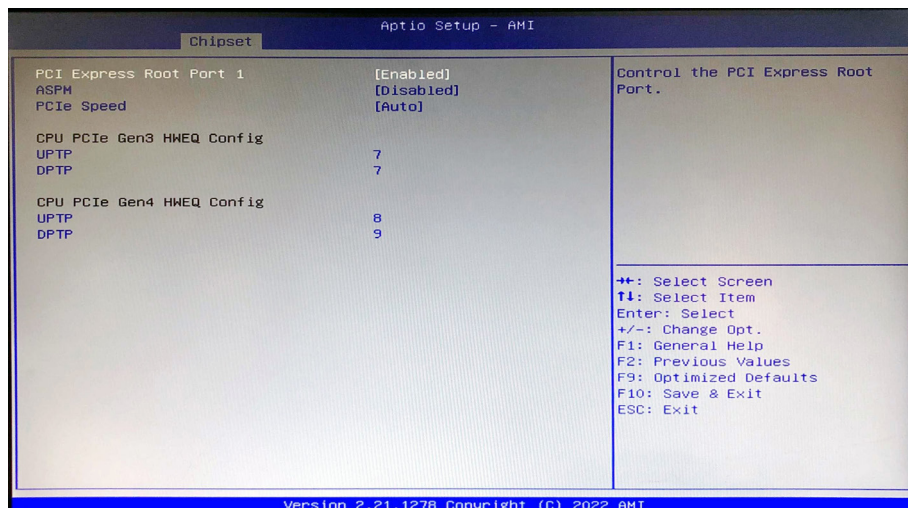 Aptio Setup – AMI
Chipset
PCI Express Root Port 1 [Enabled]
ASPM [Disabled]
PCIe Speed [Auto]
CPU PCIe Gen3 HWEQ Config
UPTP 7
DPTP 7
CPU PCIe Gen4 HWEQ Config
UPTP 8
DPTP 9
Control the PCI Express Root
Port.
→←: Select Screen
↑↓: Select Item
Enter: Select
+/-: Change Opt.
F1: General Help
F2: Previous Values
F9: Optimized Defaults
F10: Save & Exit
ESC: Exit
Version 2.21.1278 Copyright (C) 2022 AMI